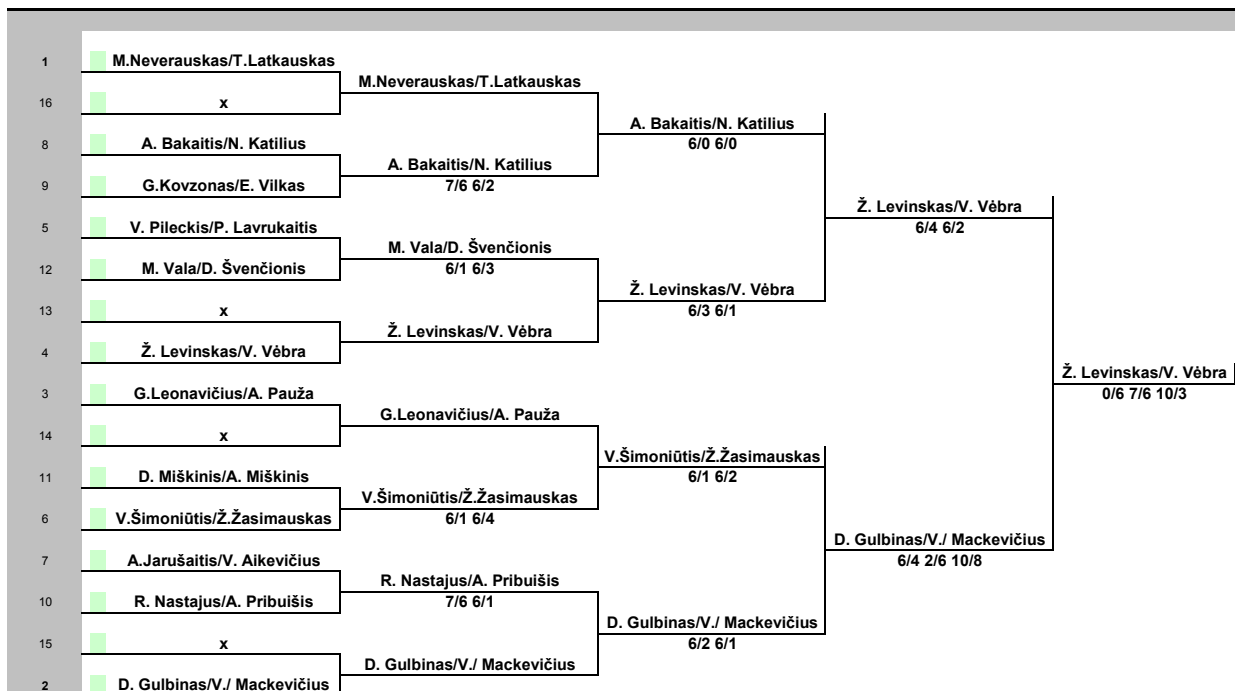 1 M.Neverauskas/T.Latkauskas
M.Neverauskas/T.Latkauskas
16 x
A. Bakaitis/N. Katilius
6/0 6/0
8 A. Bakaitis/N. Katilius
A. Bakaitis/N. Katilius
7/6 6/2
9 G.Kovzonas/E. Vilkas
Ž. Levinskas/V. Vėbra
6/4 6/2
5 V. Pileckis/P. Lavrukaitis
M. Vala/D. Švenčionis
6/1 6/3
12 M. Vala/D. Švenčionis
Ž. Levinskas/V. Vėbra
6/3 6/1
13 x
Ž. Levinskas/V. Vėbra
4 Ž. Levinskas/V. Vėbra
Ž. Levinskas/V. Vėbra
0/6 7/6 10/3
3 G.Leonavičius/A. Pauža
G.Leonavičius/A. Pauža
14 x
V.Šimoniūtis/Ž.Žasimauskas
6/1 6/2
11 D. Miškinis/A. Miškinis
V.Šimoniūtis/Ž.Žasimauskas
6/1 6/4
6 V.Šimoniūtis/Ž.Žasimauskas
D. Gulbinas/V./ Mackevičius
6/4 2/6 10/8
7 A.Jarušaitis/V. Aikevičius
R. Nastajus/A. Pribuišis
7/6 6/1
10 R. Nastajus/A. Pribuišis
D. Gulbinas/V./ Mackevičius
6/2 6/1
15 x
D. Gulbinas/V./ Mackevičius
2 D. Gulbinas/V./ Mackevičius